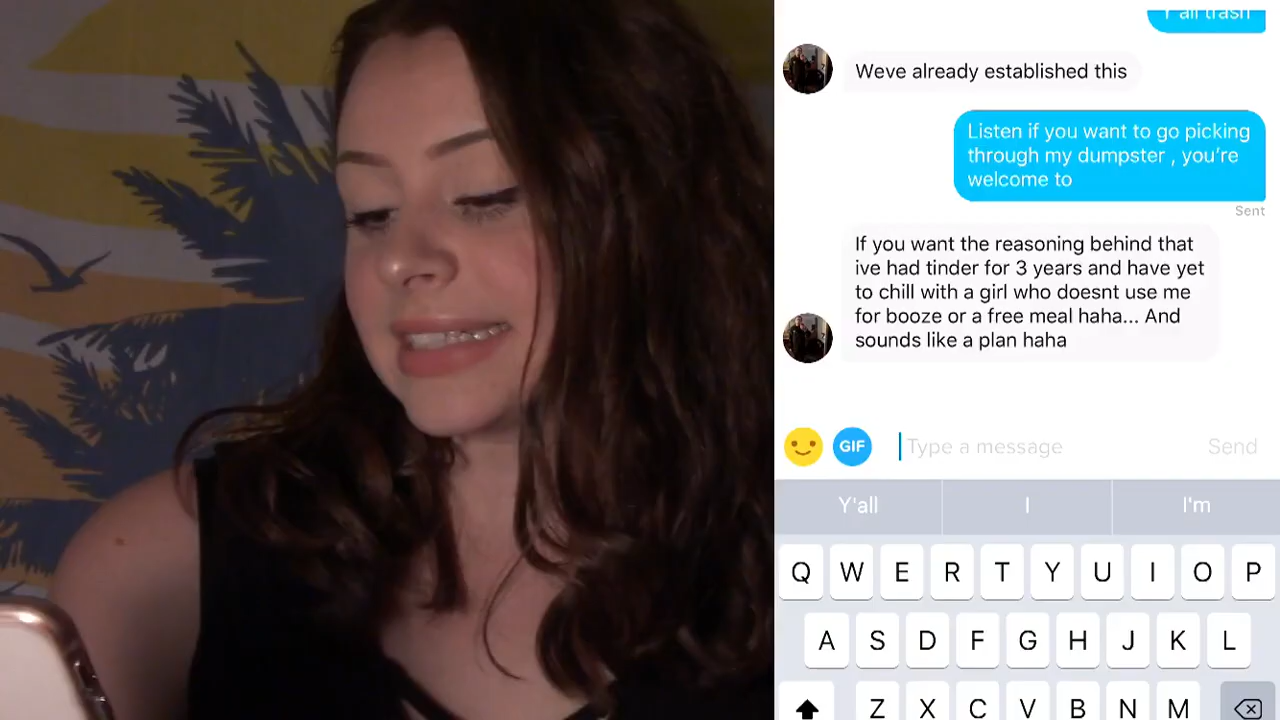 Y'all trash
Weve already established this
Listen if you want to go picking
through my dumpster , you're
welcome to
Sent
If you want the reasoning behind that
ive had tinder for 3 years and have yet
to chill with a girl who doesnt use me
for booze or a free meal haha... And
sounds like a plan haha
GIF
Type a message
Send
Y'all I I'm
Q W E R T Y U I O P
A S D F G H J K L
Z X C V B N M